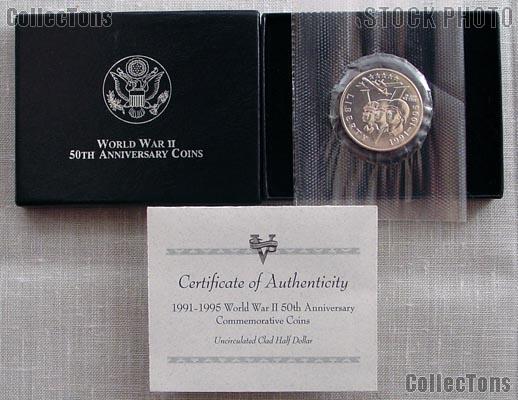 CollecTons
STOCK PHOTO
WORLD WAR II
50TH ANNIVERSARY COINS
LIBERTY
1991-1995
V
Certificate of Authenticity
1991-1995 World War II 50th Anniversary
Commemorative Coins
Uncirculated Clad Half Dollar
CollecTons